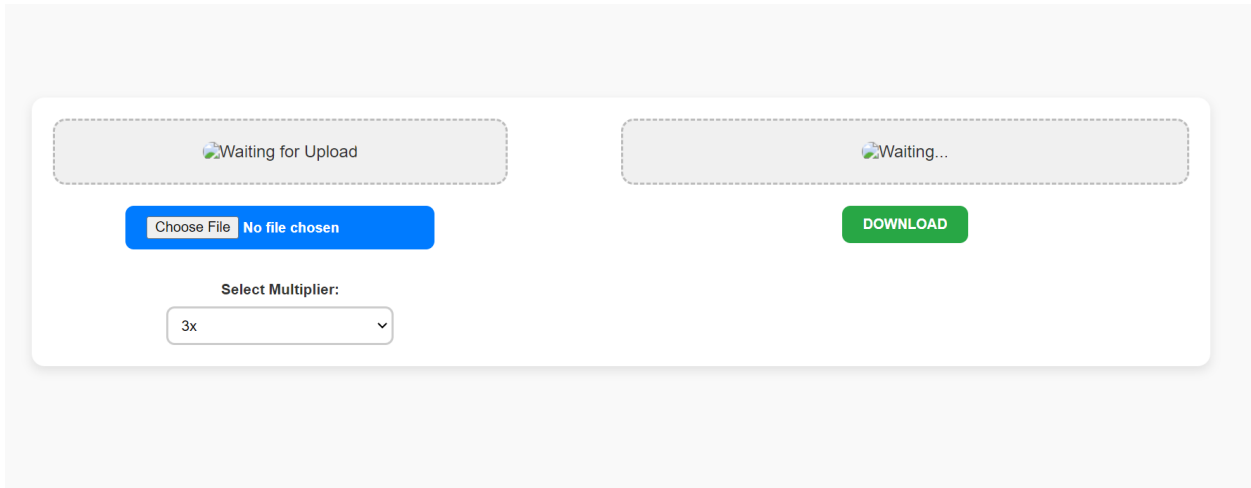 Waiting for Upload
Waiting...
Choose File No file chosen
DOWNLOAD
Select Multiplier:
3x